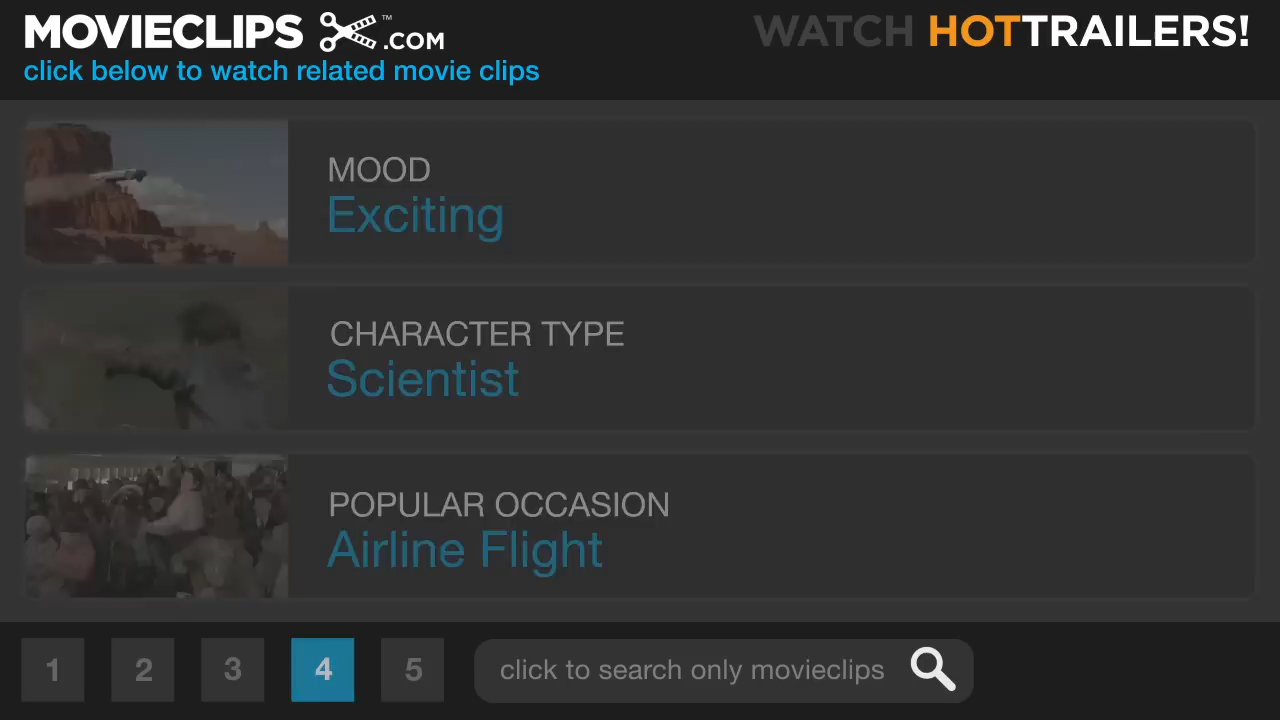 MOVIECLIPS ™ .COM
WATCH HOTTRAILERS!
click below to watch related movie clips
MOOD
Exciting
CHARACTER TYPE
Scientist
POPULAR OCCASION
Airline Flight
1 2 3 4 5
click to search only movieclips